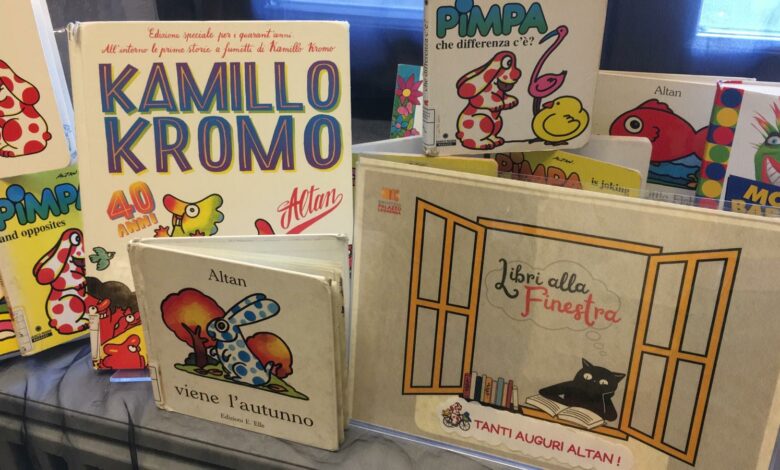 Edizione speciale per i quarant'anni
All'interno le prime storie a fumetti di Kamillo Kromo
KAMILLO
KROMO
40
ANNI
Altan
PIMPA
che differenza c'è?
Altan
PIMPA
and opposites
PIMPA
is joking
Altan
viene l'autunno
Edizioni E. Elle
Libri alla
Finestra
TANTI AUGURI ALTAN!